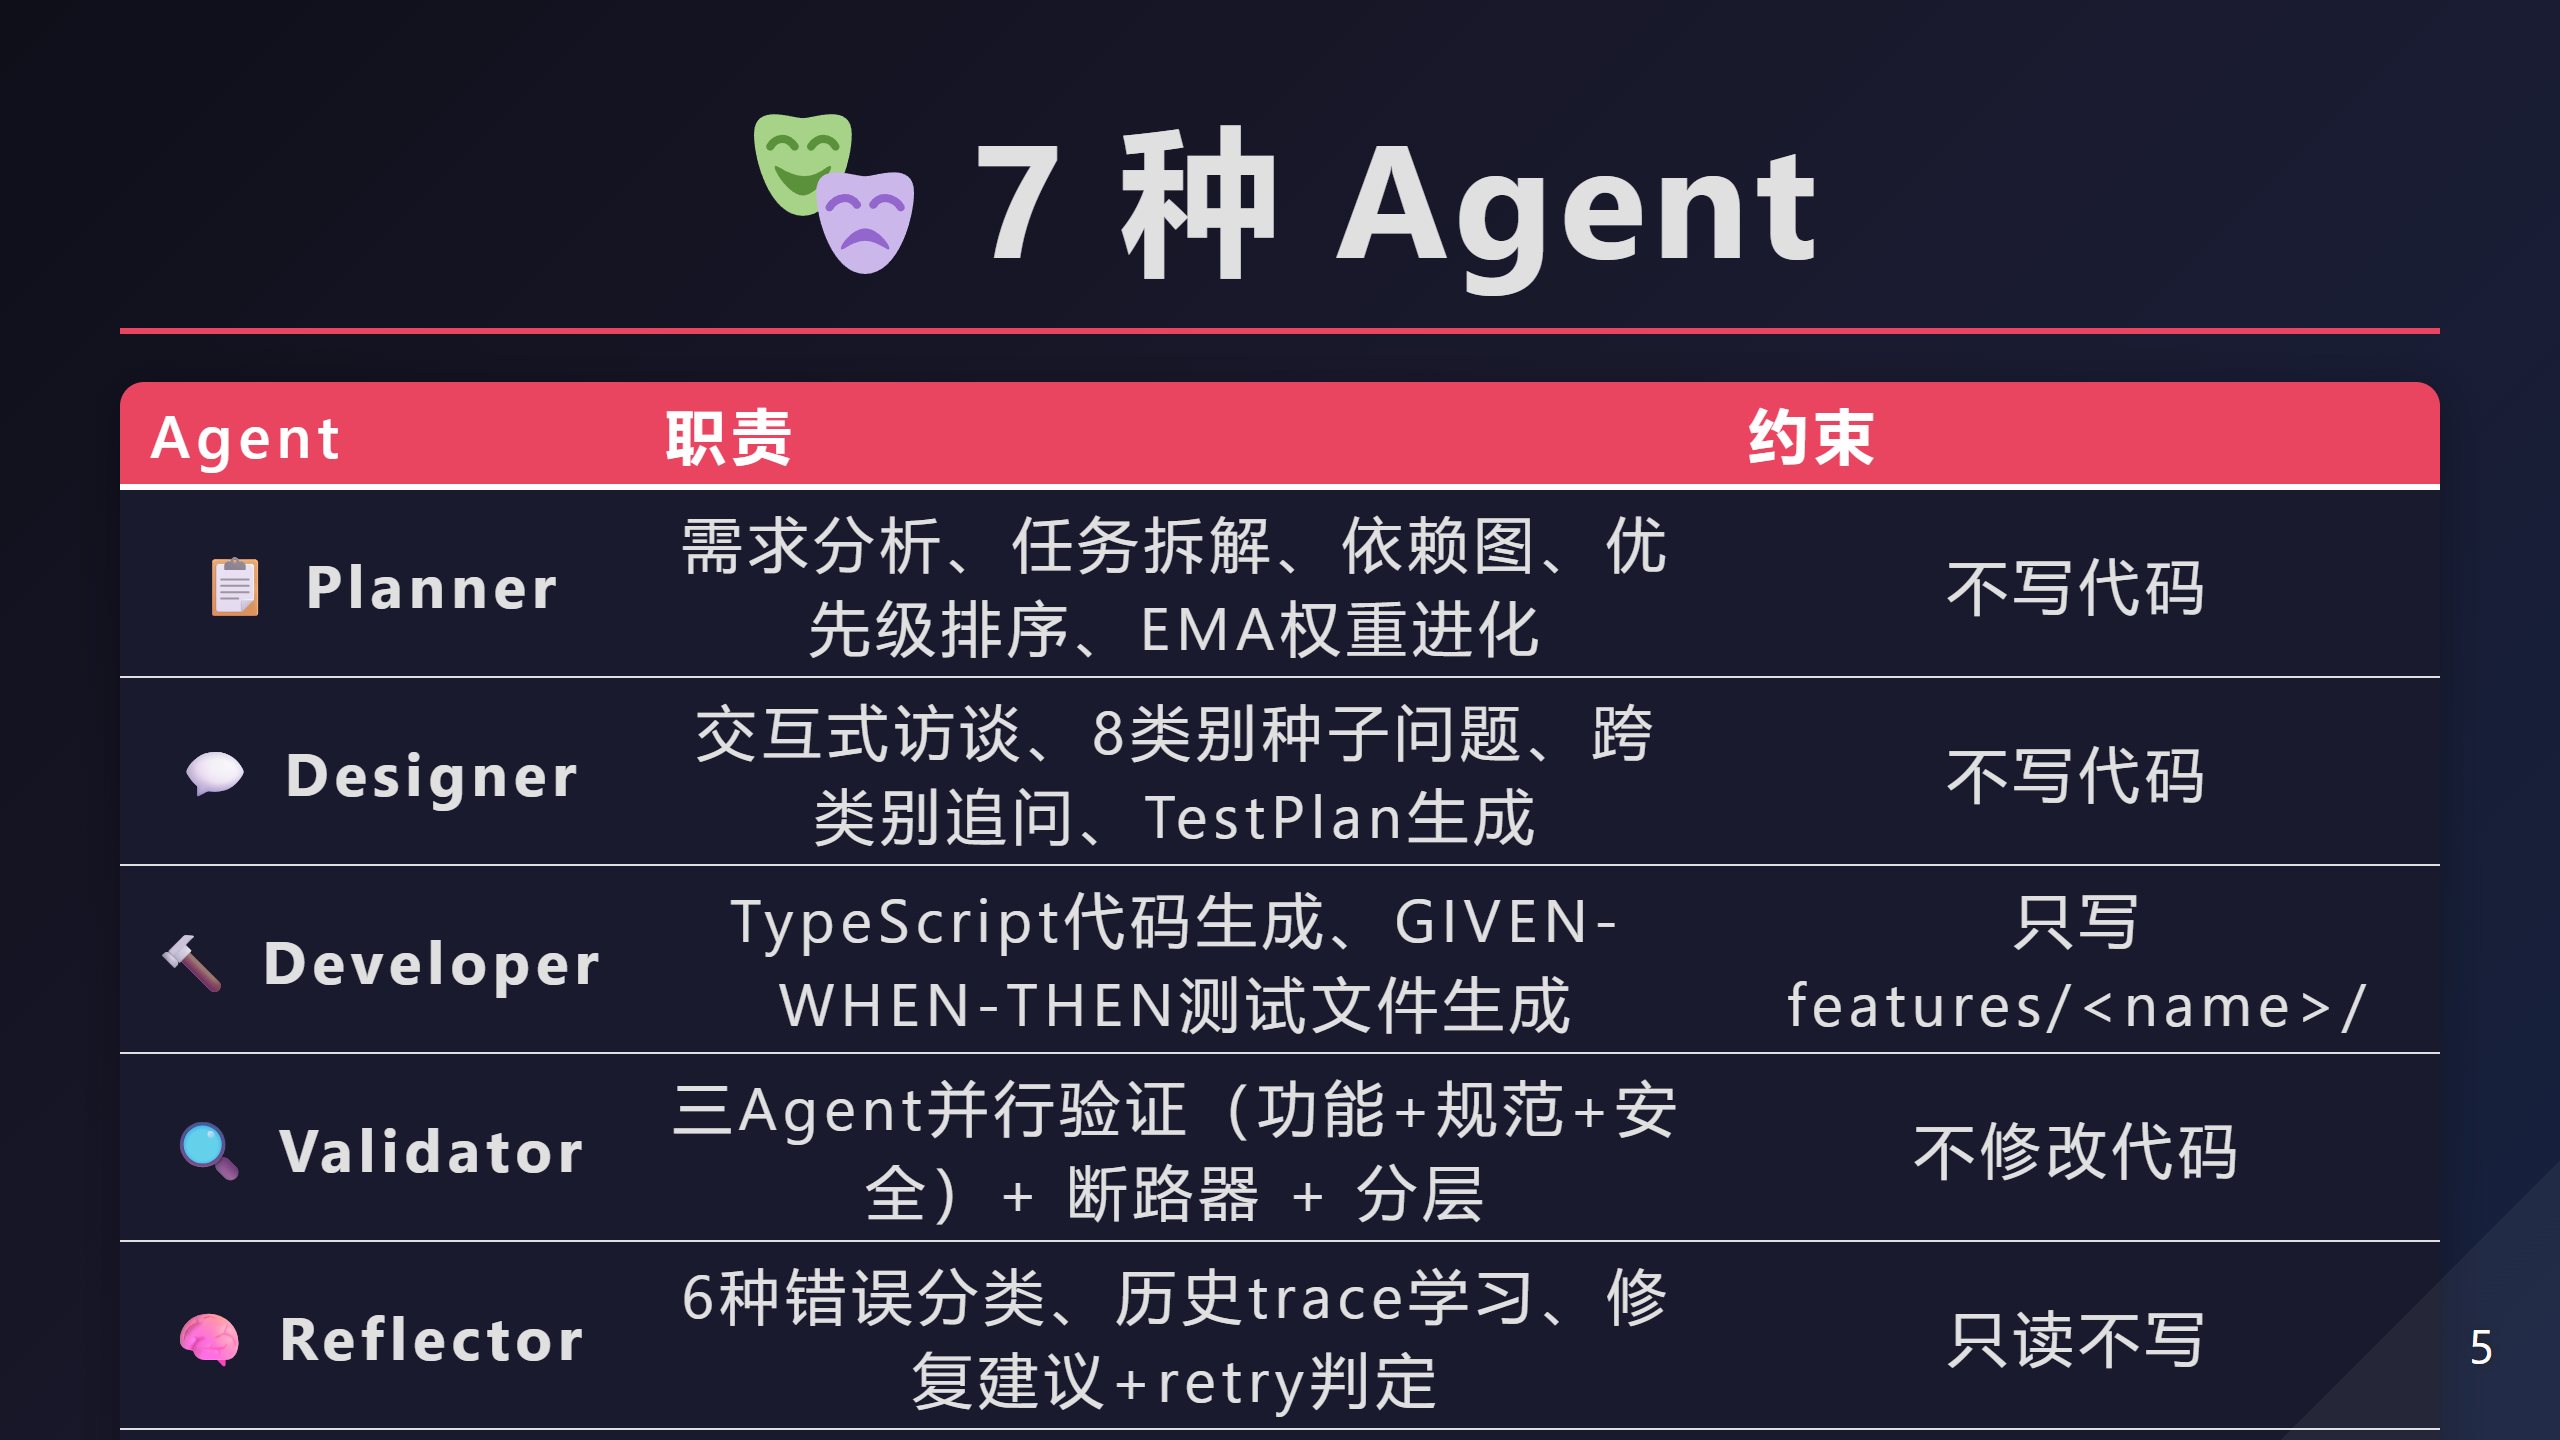 7 种 Agent
Agent 职责 约束
Planner 需求分析、任务拆解、依赖图、优先级排序、EMA权重进化 不写代码
Designer 交互式访谈、8类别种子问题、跨类别追问、TestPlan生成 不写代码
Developer TypeScript代码生成、GIVEN-WHEN-THEN测试文件生成 只写 features/<name>/
Validator 三Agent并行验证（功能+规范+安全）+ 断路器 + 分层 不修改代码
Reflector 6种错误分类、历史trace学习、修复建议+retry判定 只读不写
5